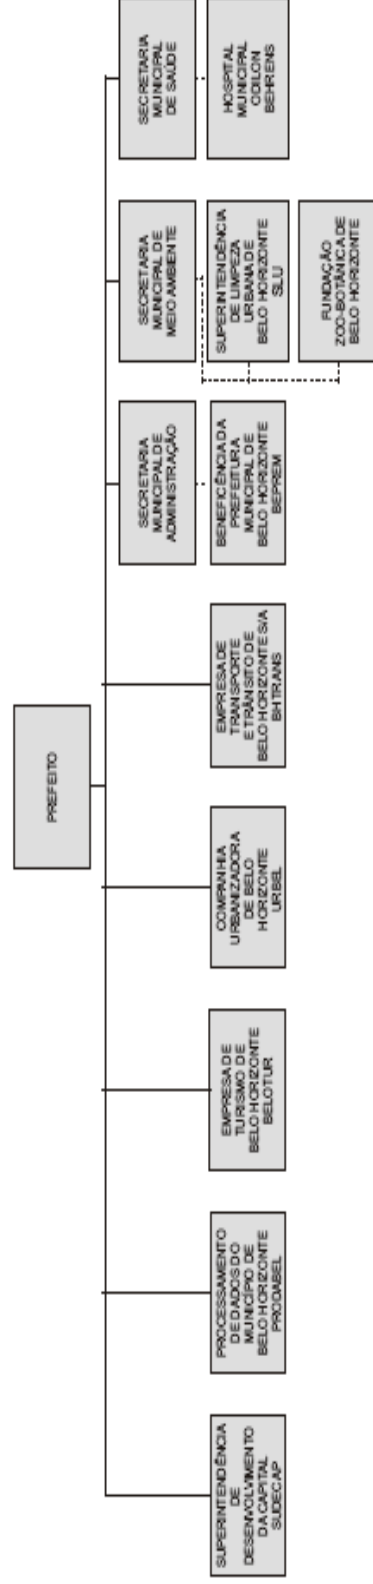 PREFEITO
SUPERINTENDÊNCIA
DE
DESENVOLVIMENTO
DA CAPITAL
SUDECAP
PROCESSAMENTO
DE DADOS DO
MUNICÍPIO DE
BELO HORIZONTE
PRODABEL
EMPRESA DE
TURISMO DE
BELO HORIZONTE
BELOTUR
COMPANHIA
URBANIZADORA
DE BELO
HORIZONTE
URBEL
EMPRESA DE
TRANSPORTE
E TRÂNSITO DE
BELO HORIZONTE S/A
BHTRANS
SECRETARIA
MUNICIPAL DE
ADMINISTRAÇÃO
BENEFICÊNCIA DA
PREFEITURA
MUNICIPAL DE
BELO HORIZONTE
BEPREM
SECRETARIA
MUNICIPAL DE
MEIO AMBIENTE
SUPERINTENDÊNCIA
DE LIMPEZA
URBANA DE
BELO HORIZONTE
SLU
FUNDAÇÃO
ZOO-BOTÂNICA DE
BELO HORIZONTE
SECRETARIA
MUNICIPAL
DE SAÚDE
HOSPITAL
MUNICIPAL
ODILON
BEHRENS